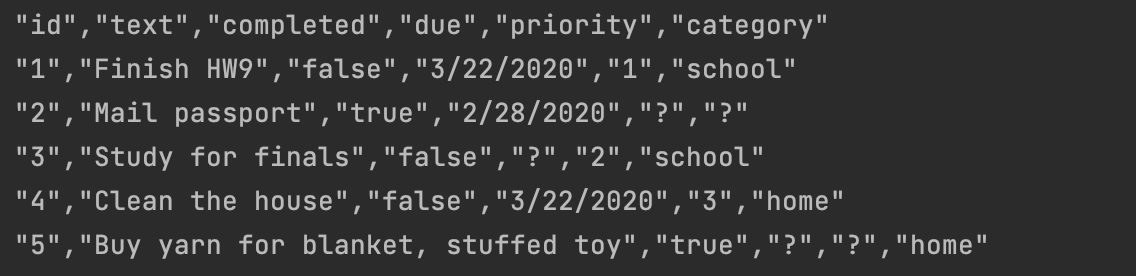 "id","text","completed","due","priority","category"
"1","Finish HW9","false","3/22/2020","1","school"
"2","Mail passport","true","2/28/2020","?","?"
"3","Study for finals","false","?","2","school"
"4","Clean the house","false","3/22/2020","3","home"
"5","Buy yarn for blanket, stuffed toy","true","?","?","home"